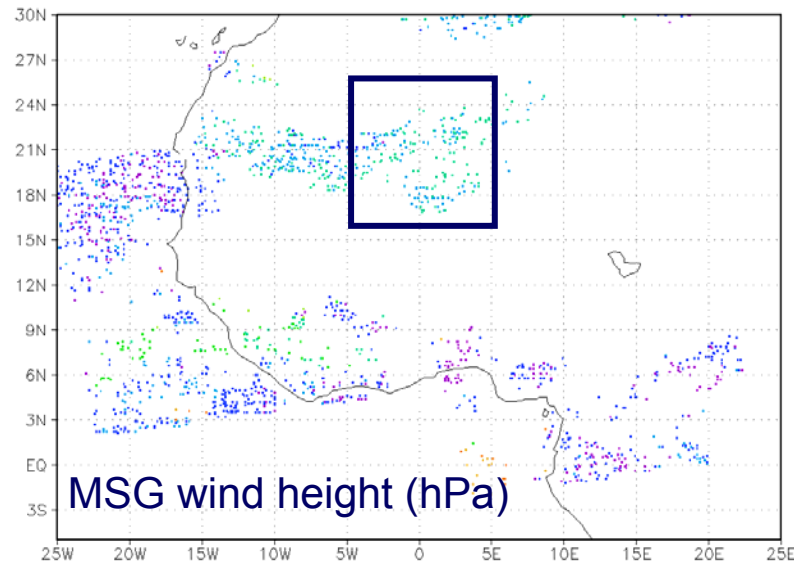 30N
27N
24N
21N
18N
15N
12N
9N
6N
3N
EQ
3S
MSG wind height (hPa)
25W 20W 15W 10W 5W 0 5E 10E 15E 20E 25E